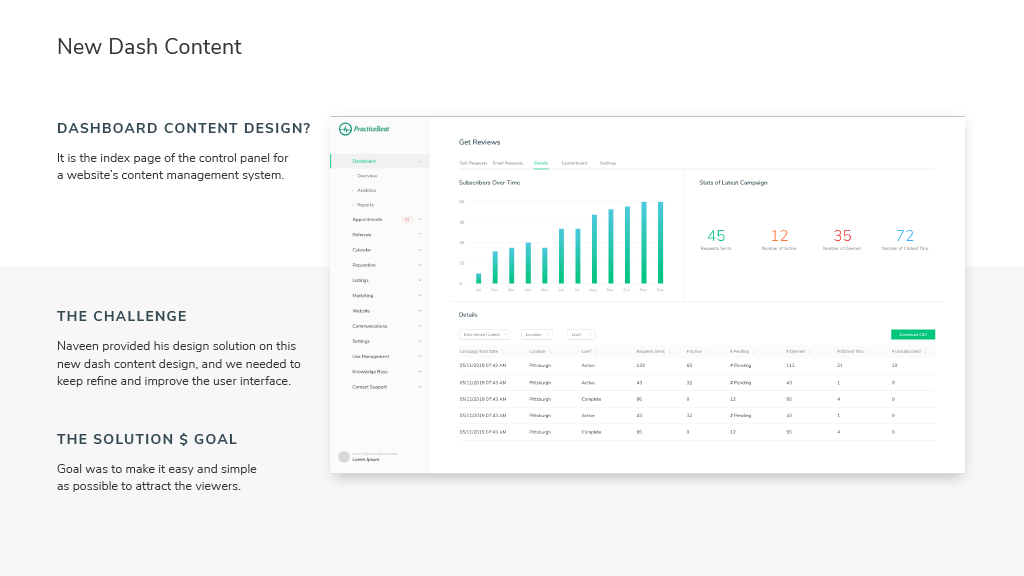 New Dash Content
DASHBOARD CONTENT DESIGN?
It is the index page of the control panel for
a website's content management system.
THE CHALLENGE
Naveen provided his design solution on this
new dash content design, and we needed to
keep refine and improve the user interface.
THE SOLUTION $ GOAL
Goal was to make it easy and simple
as possible to attract the viewers.
PracticeBeat
Dashboard
- Overview
- Analytics
- Reports
Appointments
Referrals
Calendar
Reputation
Listings
Marketing
Website
Communications
Settings
Use Management
Knowledge Base
Contact Support
Lorem Ipsum
Get Reviews
Text Requests Email Requests Details Leaderboard Settings
Subscribers Over Time
Stats of Latest Campaign
45 12 35 72
Requests Sents Number of Active Number of Opened Number of Clicked Thru
Details
Location Live?
Download CSV
Campaign Start Date Location Live? Requests Sents # Active # Pending # Opened # Clicked Thru # Unsubscribed
05/11/2019 07:43 AM Pittsburgh Active 133 63 # Pending 113 21 20
05/11/2019 07:43 AM Pittsburgh Active 43 32 # Pending 43 1 0
05/11/2019 07:43 AM Pittsburgh Complete 95 0 12 95 4 0
05/11/2019 07:43 AM Pittsburgh Active 43 32 # Pending 43 1 0
05/11/2019 07:43 AM Pittsburgh Complete 95 0 12 95 4 0